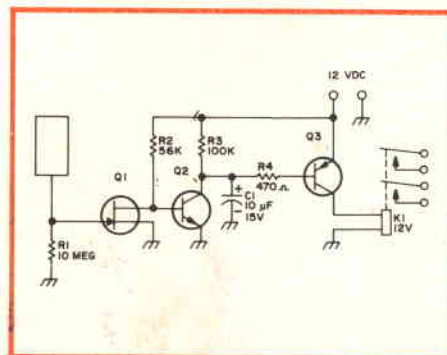 12 VDC
R2
56K
R3
100K
Q3
Q1
Q2
R4
470 Ω
C1
10 µF
15V
R1
10 MEG
K1
12V
+
−